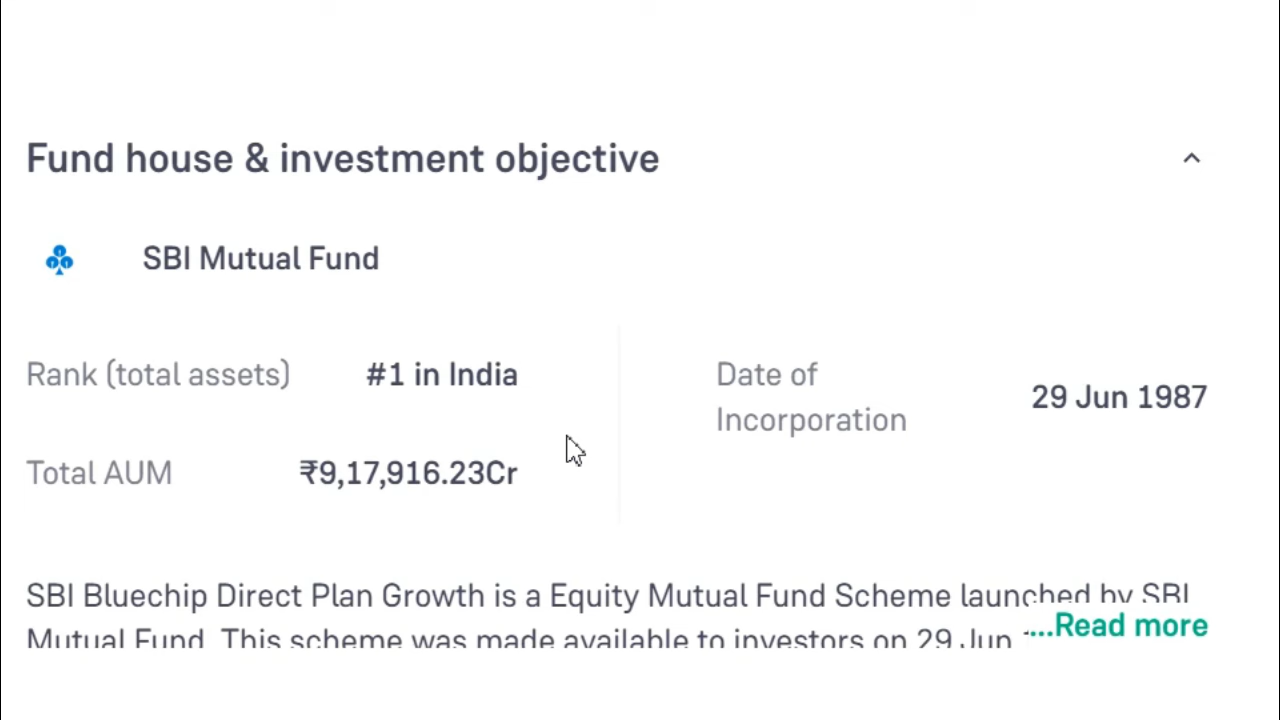 Fund house & investment objective
SBI Mutual Fund
Rank (total assets) #1 in India
Total AUM ₹9,17,916.23Cr
Date of
Incorporation
29 Jun 1987
SBI Bluechip Direct Plan Growth is a Equity Mutual Fund Scheme launched by SBI
Mutual Fund. This scheme was made available to investors on 29 Jun ...Read more